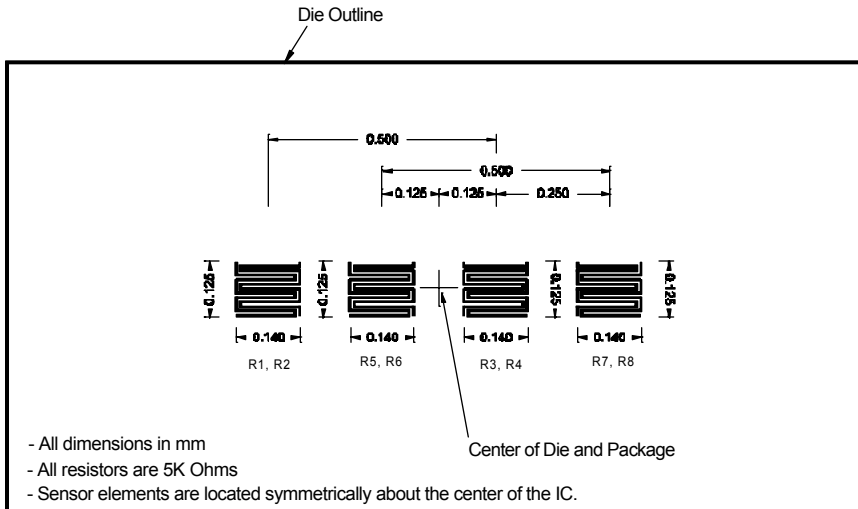 Die Outline
0.500
0.500
0.125 0.125 0.250
0.125 0.125 0.125 0.125
0.140 0.140 0.140 0.140
R1, R2 R5, R6 R3, R4 R7, R8
Center of Die and Package
- All dimensions in mm
- All resistors are 5K Ohms
- Sensor elements are located symmetrically about the center of the IC.